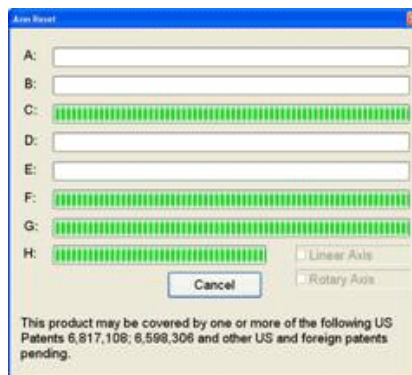 Arm Reset
A:
B:
C:
D:
E:
F:
G:
H:
Linear Axis
Rotary Axis
Cancel
This product may be covered by one or more of the following US
Patents 6,817,108; 6,598,306 and other US and foreign patents
pending.